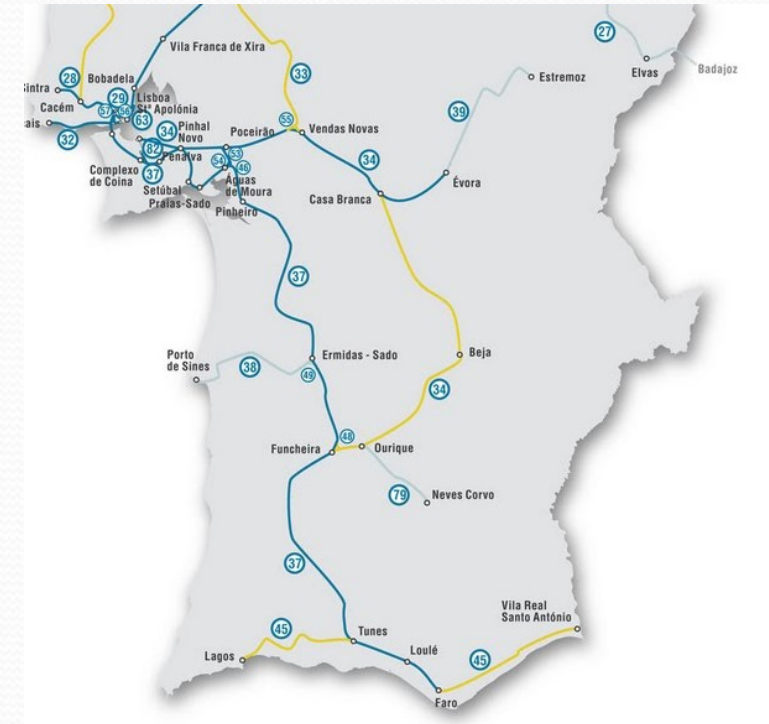 27
Vila Franca de Xira
Elvas
Badajoz
33
28
Bobadela
Estremoz
Sintra
29
Lisboa
Stª Apolónia
Cacém
57
56
39
63
55
ais
34
Pinhal
Novo
Poceirão
Vendas Novas
32
82
Penalva
53
54
46
34
Complexo
de Coina
37
Águas
de Moura
Évora
Setúbal
Praias-Sado
Pinheiro
Casa Branca
37
Porto
de Sines
38
Ermidas - Sado
Beja
49
34
48
Funcheira
Ourique
79
Neves Corvo
37
Vila Real
Santo António
45
Tunes
Lagos
Loulé
45
Faro